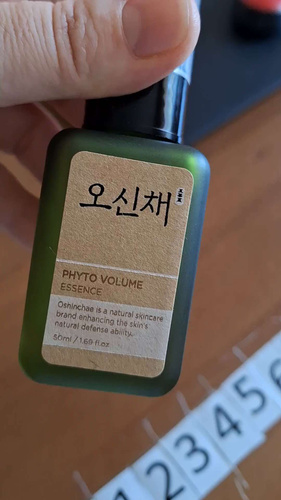 오신채
PHYTO VOLUME
ESSENCE
Oshinchae is a natural skincare
brand enhancing the skin's
natural defense ability.
50ml / 1.69 fl.oz
1 2 3 4 5 6